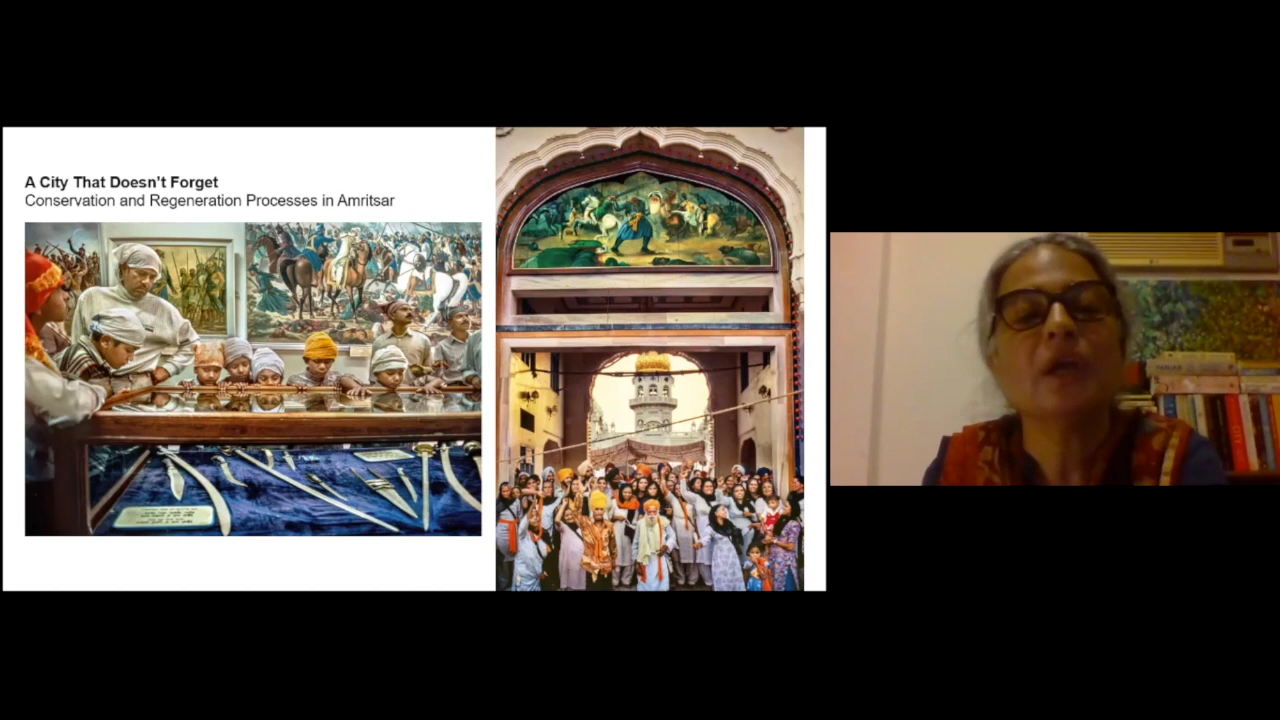 A City That Doesn't Forget
Conservation and Regeneration Processes in Amritsar